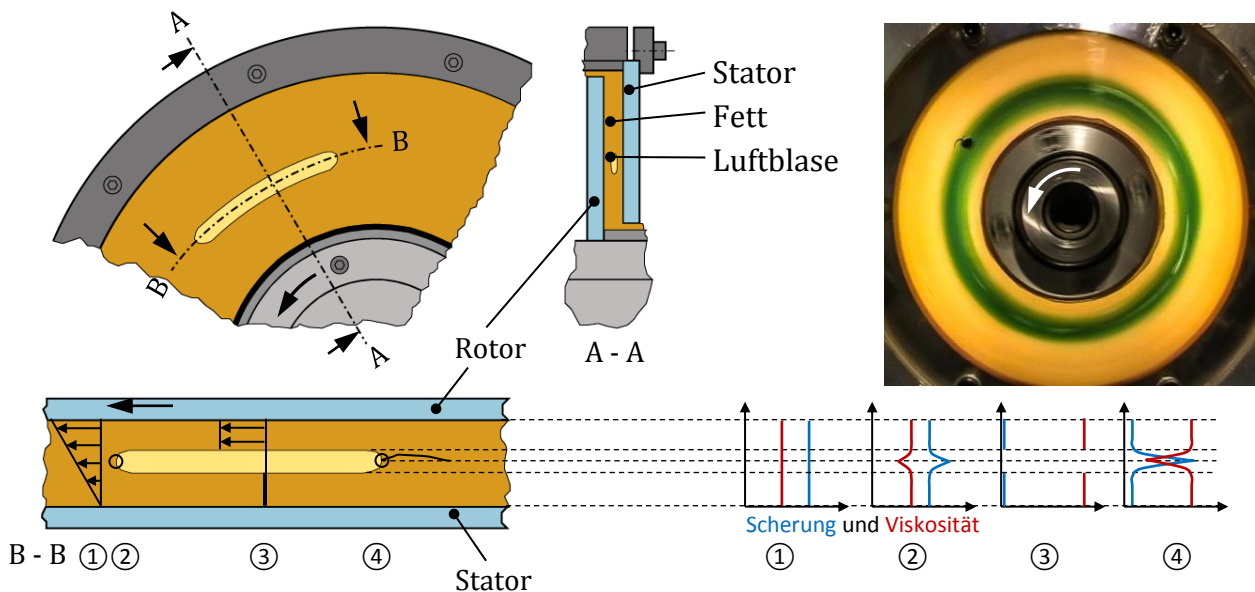 A
B
B
A
Stator
Fett
Luftblase
Rotor
A - A
Scherung und Viskosität
B - B ① ② ③ ④
Stator
① ② ③ ④